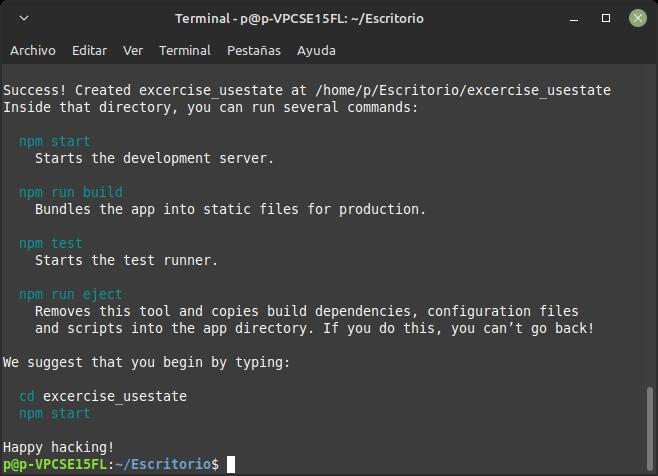 Terminal - p@p-VPCSE15FL: ~/Escritorio
Archivo Editar Ver Terminal Pestañas Ayuda
Success! Created excercise_usestate at /home/p/Escritorio/excercise_usestate
Inside that directory, you can run several commands:
npm start
Starts the development server.
npm run build
Bundles the app into static files for production.
npm test
Starts the test runner.
npm run eject
Removes this tool and copies build dependencies, configuration files
and scripts into the app directory. If you do this, you can’t go back!
We suggest that you begin by typing:
cd excercise_usestate
npm start
Happy hacking!
p@p-VPCSE15FL:~/Escritorio$